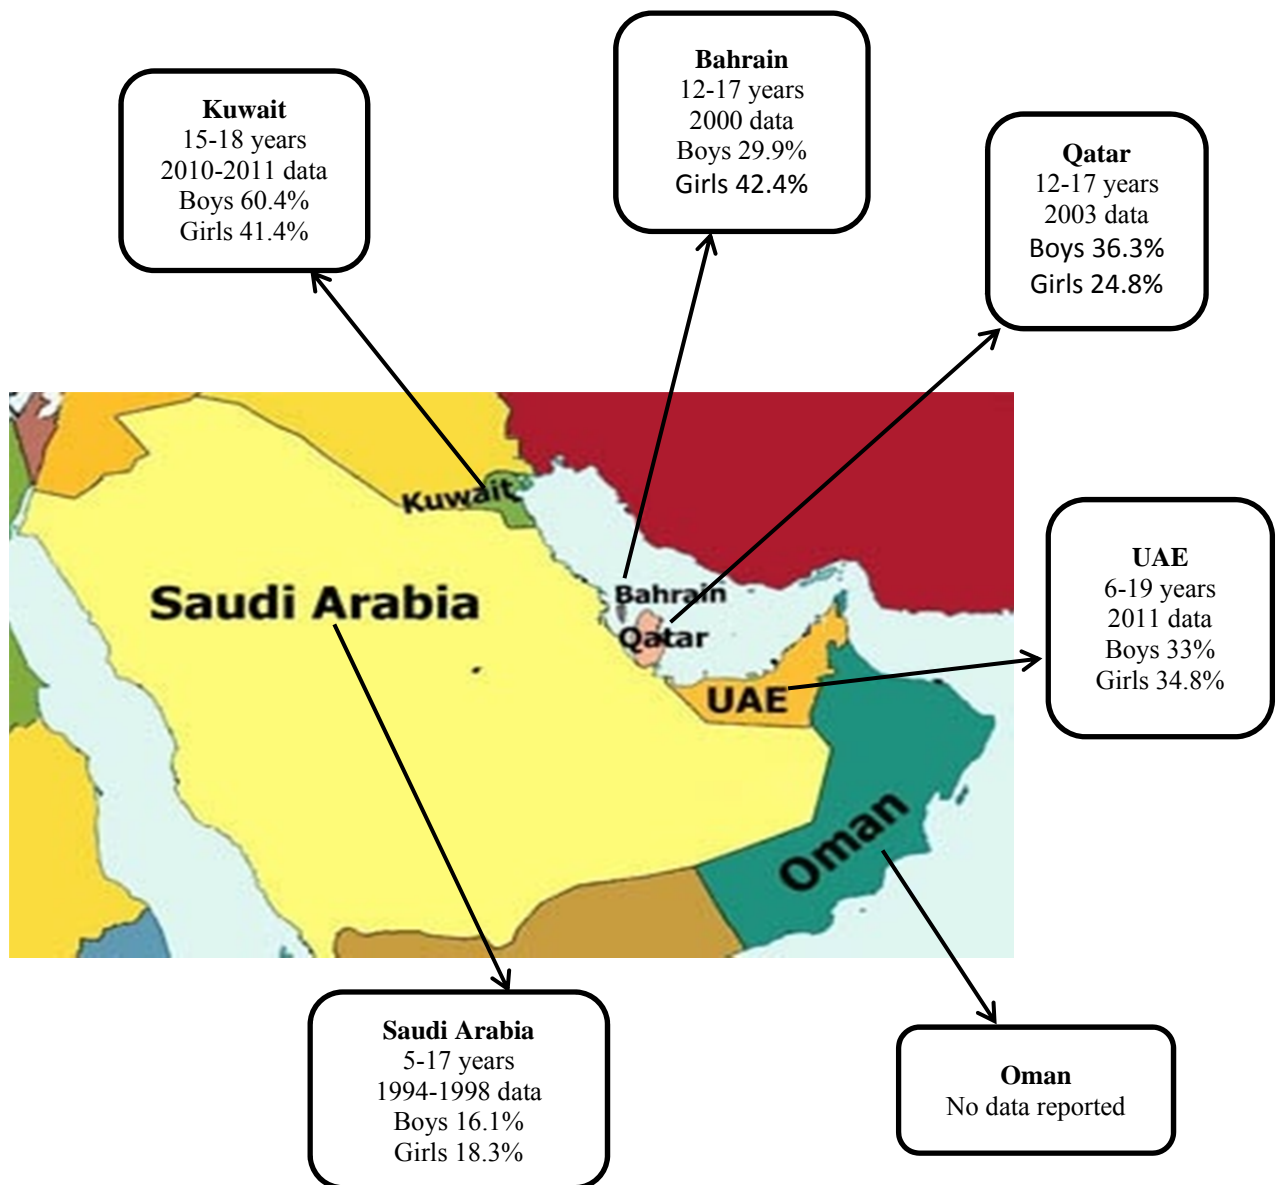 Bahrain
12-17 years
2000 data
Boys 29.9%
Girls 42.4%
Kuwait
15-18 years
2010-2011 data
Boys 60.4%
Girls 41.4%
Qatar
12-17 years
2003 data
Boys 36.3%
Girls 24.8%
Kuwait
Saudi Arabia
Bahrain
Qatar
UAE
Oman
UAE
6-19 years
2011 data
Boys 33%
Girls 34.8%
Saudi Arabia
5-17 years
1994-1998 data
Boys 16.1%
Girls 18.3%
Oman
No data reported